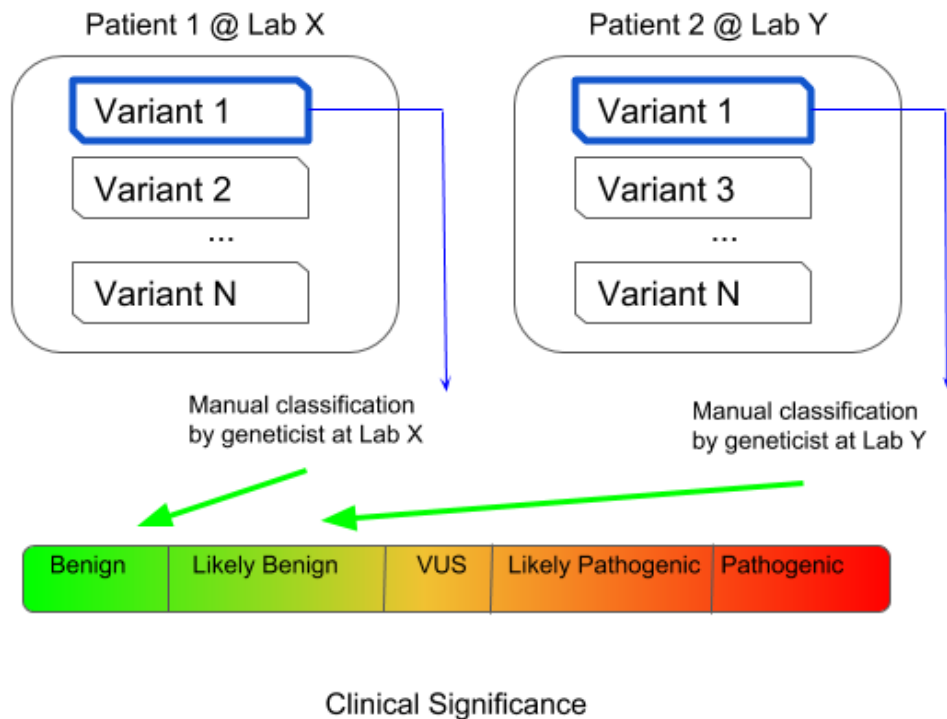 Patient 1 @ Lab X
Variant 1
Variant 2
...
Variant N
Patient 2 @ Lab Y
Variant 1
Variant 3
...
Variant N
Manual classification
by geneticist at Lab X
Manual classification
by geneticist at Lab Y
Benign
Likely Benign
VUS
Likely Pathogenic
Pathogenic
Clinical Significance